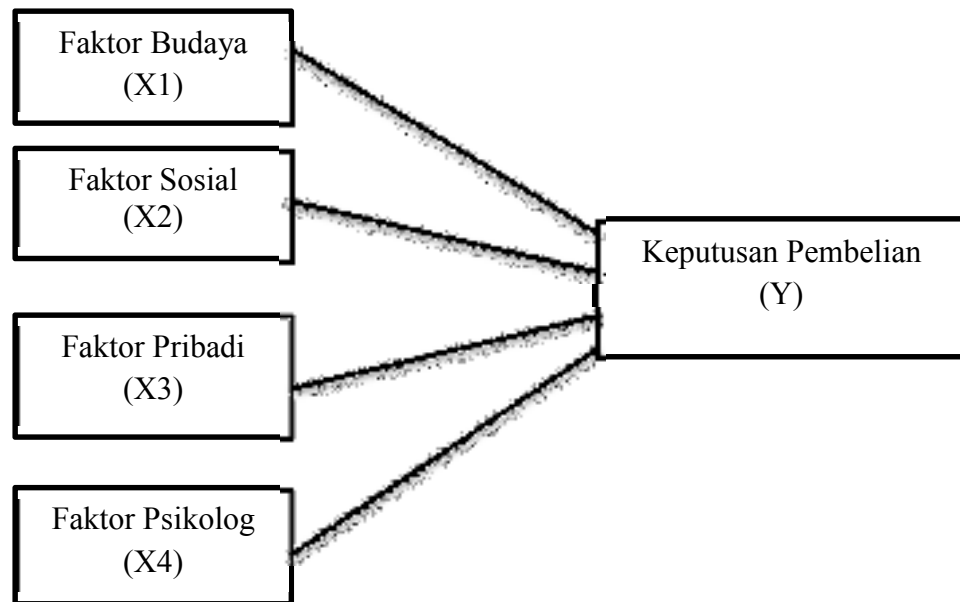 Faktor Budaya
(X1)
Faktor Sosial
(X2)
Keputusan Pembelian
(Y)
Faktor Pribadi
(X3)
Faktor Psikolog
(X4)